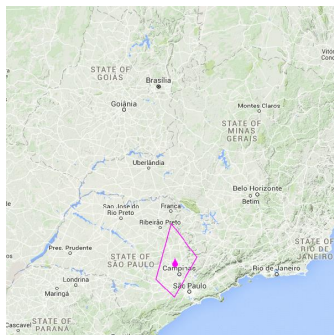 Vitó
Co
STATE OF
GOIÁS
Brasília
Goiânia
Montes Claros
STATE OF
MINAS
GERAIS
Uberlândia
Belo Horizonte
Betim
Franca
São José do
Rio Preto
Ribeirão Preto
STATE OF
RIO DE
JANEIRO
Pres. Prudente
STATE OF
SÃO PAULO
Campinas
Rio de Janeiro
Londrina
São Paulo
Maringá
STATE OF
PARANÁ
Cascavel